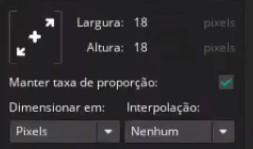 Largura: 18 pixels
Altura: 18 pixels
Manter taxa de proporção:
Dimensionar em: Interpolação:
Pixels Nenhum